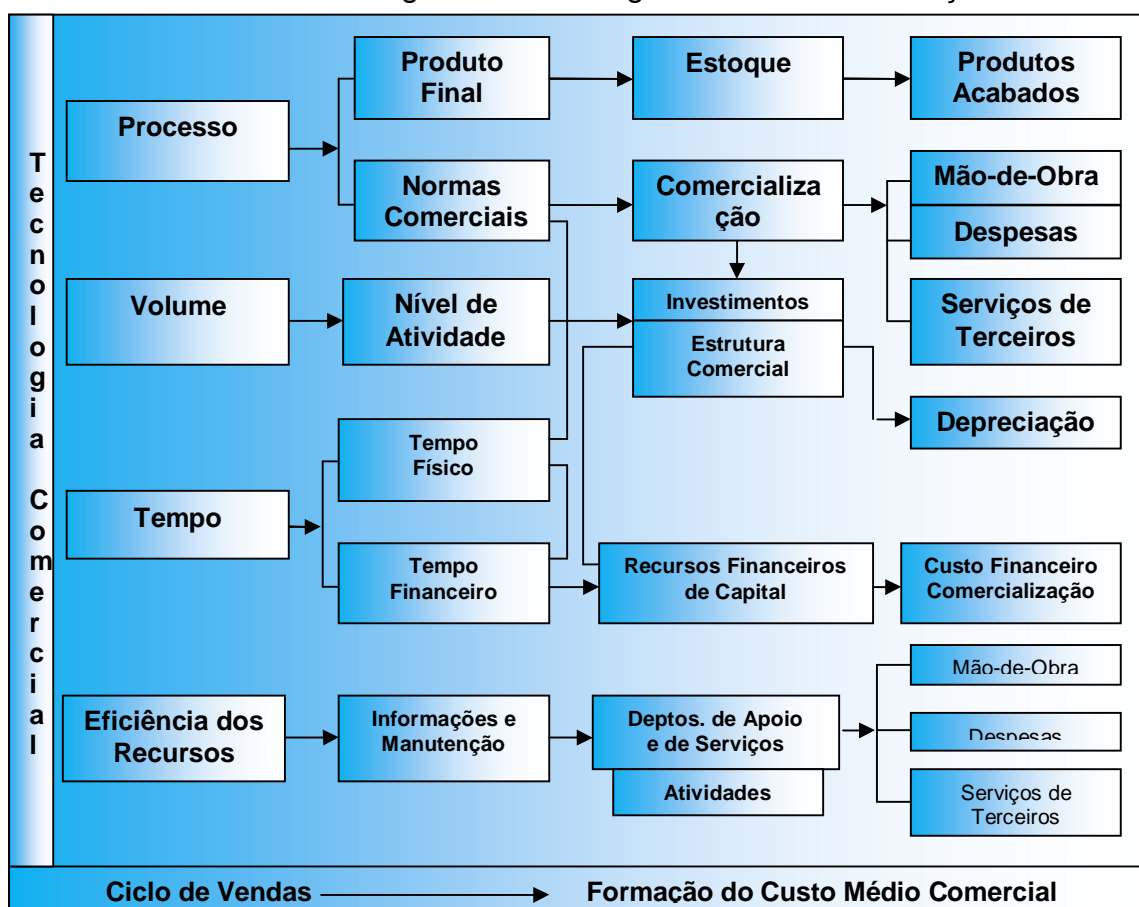 Tecnologia Comercial
Produto
Final
Estoque
Produtos
Acabados
Processo
Normas
Comerciais
Comercializa
ção
Mão-de-Obra
Despesas
Volume
Nível de
Atividade
Investimentos
Estrutura
Comercial
Serviços de
Terceiros
Depreciação
Tempo
Físico
Tempo
Tempo
Financeiro
Recursos Financeiros
de Capital
Custo Financeiro
Comercialização
Mão-de-Obra
Eficiência dos
Recursos
Informações e
Manutenção
Deptos. de Apoio
e de Serviços
Atividades
Despesas
Serviços de
Terceiros
Ciclo de Vendas
Formação do Custo Médio Comercial